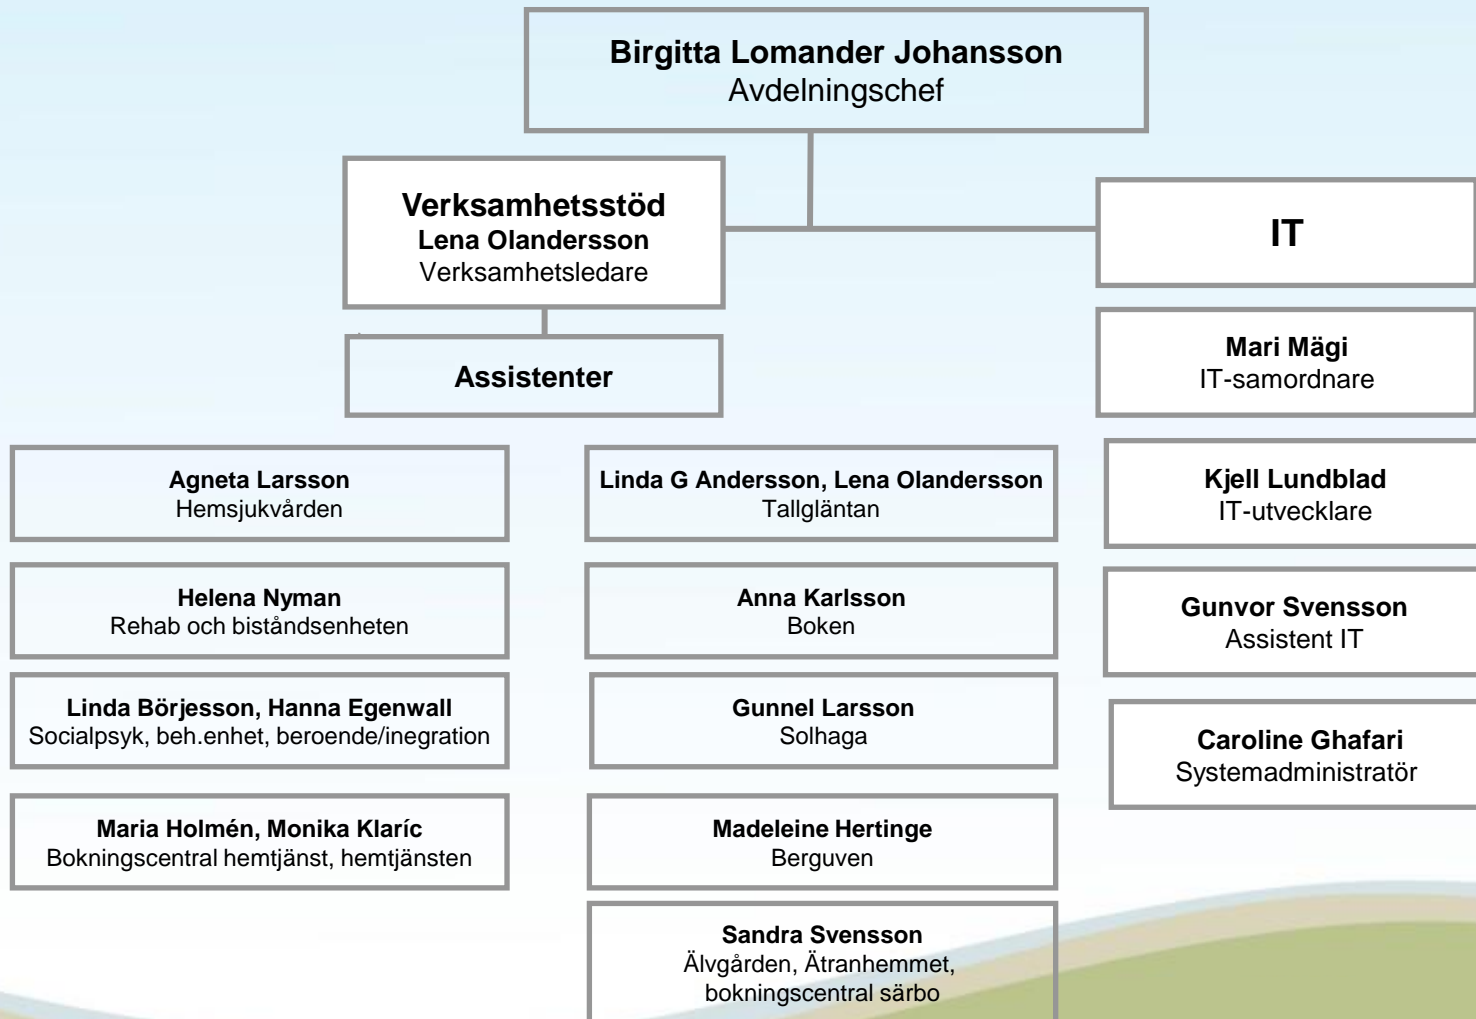 Birgitta Lomander Johansson
Avdelningschef
Verksamhetsstöd
Lena Olandersson
Verksamhetsledare
Assistenter
Agneta Larsson
Hemsjukvården
Helena Nyman
Rehab och biståndsenheten
Linda Börjesson, Hanna Egenwall
Socialpsyk, beh.enhet, beroende/inegration
Maria Holmén, Monika Klaríc
Bokningscentral hemtjänst, hemtjänsten
Linda G Andersson, Lena Olandersson
Tallgläntan
Anna Karlsson
Boken
Gunnel Larsson
Solhaga
Madeleine Hertinge
Berguven
Sandra Svensson
Älvgården, Ätranhemmet,
bokningscentral särbo
IT
Mari Mägi
IT-samordnare
Kjell Lundblad
IT-utvecklare
Gunvor Svensson
Assistent IT
Caroline Ghafari
Systemadministratör